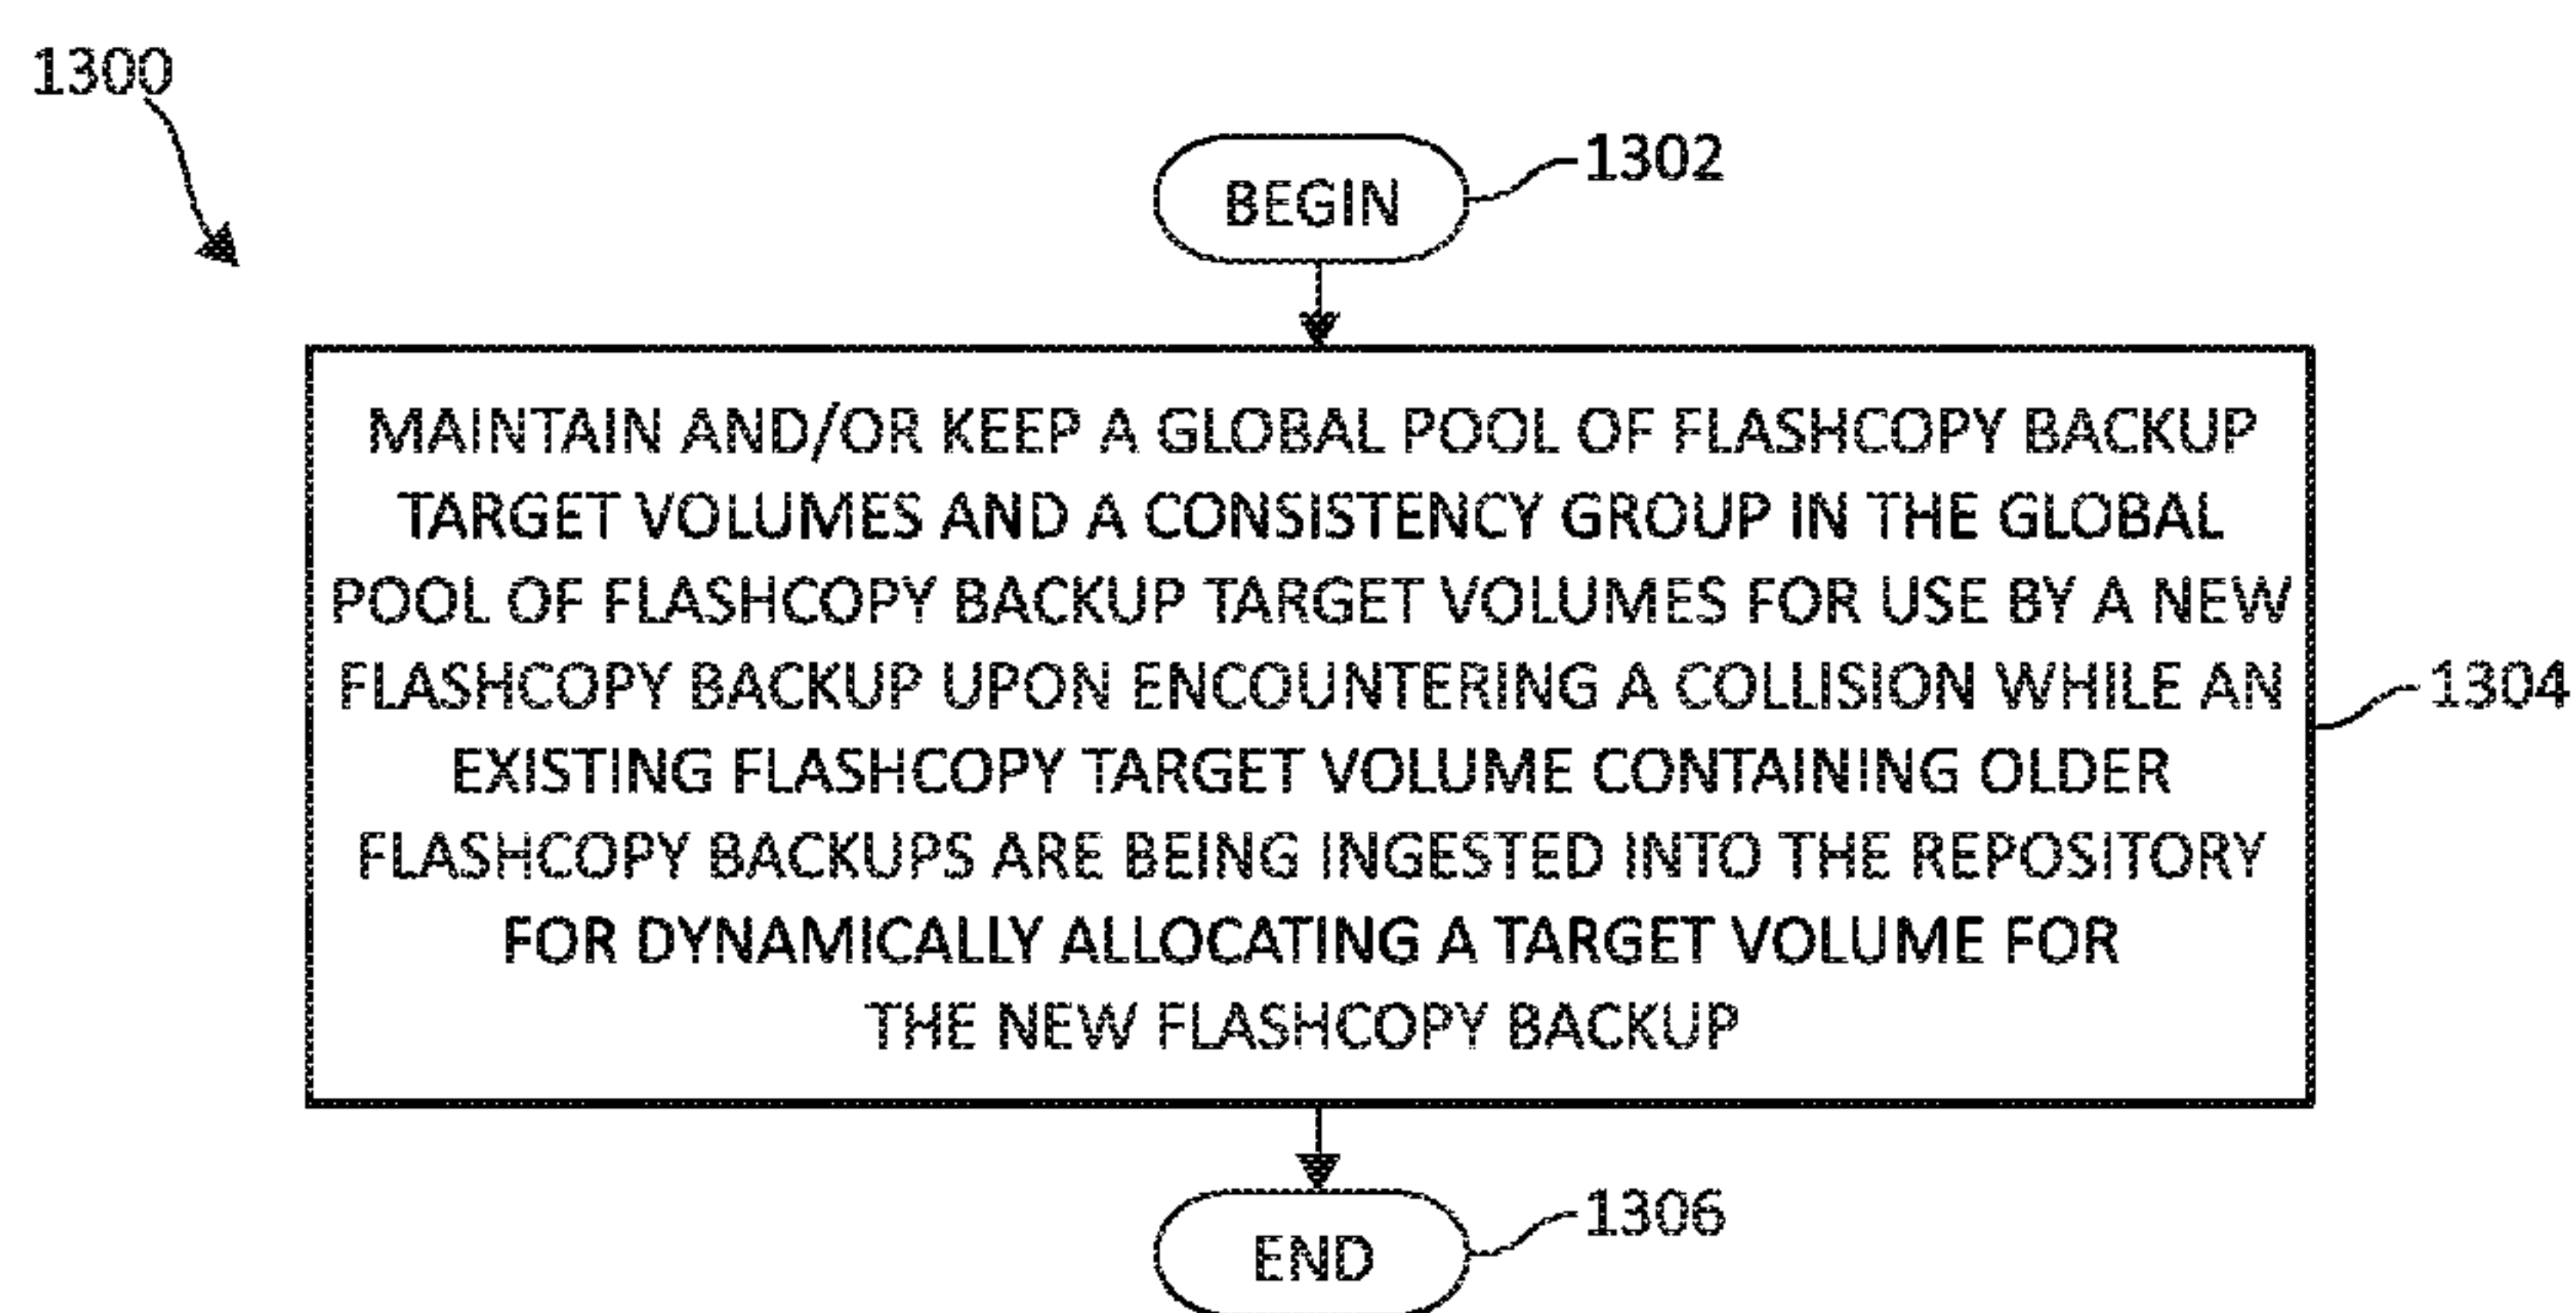 1300
BEGIN
1302
MAINTAIN AND/OR KEEP A GLOBAL POOL OF FLASHCOPY BACKUP
TARGET VOLUMES AND A CONSISTENCY GROUP IN THE GLOBAL
POOL OF FLASHCOPY BACKUP TARGET VOLUMES FOR USE BY A NEW
FLASHCOPY BACKUP UPON ENCOUNTERING A COLLISION WHILE AN
EXISTING FLASHCOPY TARGET VOLUME CONTAINING OLDER
FLASHCOPY BACKUPS ARE BEING INGESTED INTO THE REPOSITORY
FOR DYNAMICALLY ALLOCATING A TARGET VOLUME FOR
THE NEW FLASHCOPY BACKUP
1304
END
1306